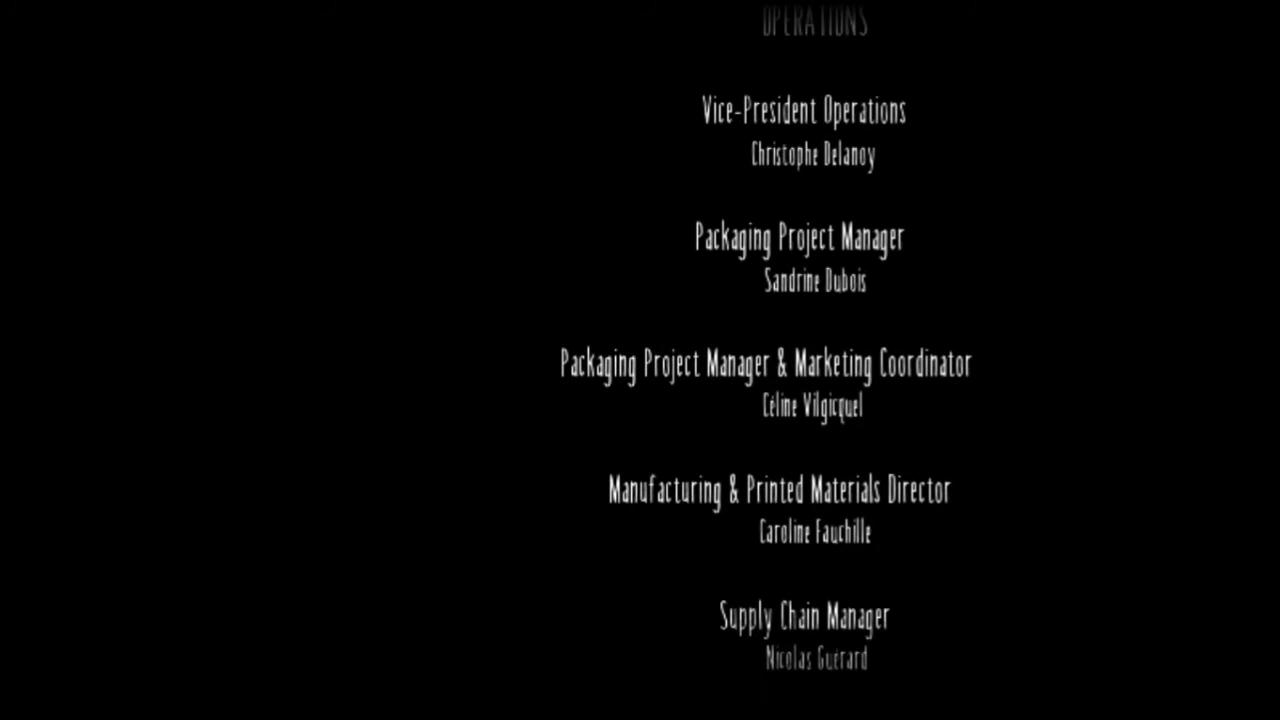 OPERATIONS
Vice-President Operations
Christophe Delanoy
Packaging Project Manager
Sandrine Dubois
Packaging Project Manager & Marketing Coordinator
Céline Vilgicquel
Manufacturing & Printed Materials Director
Caroline Fauchille
Supply Chain Manager
Nicolas Guérard